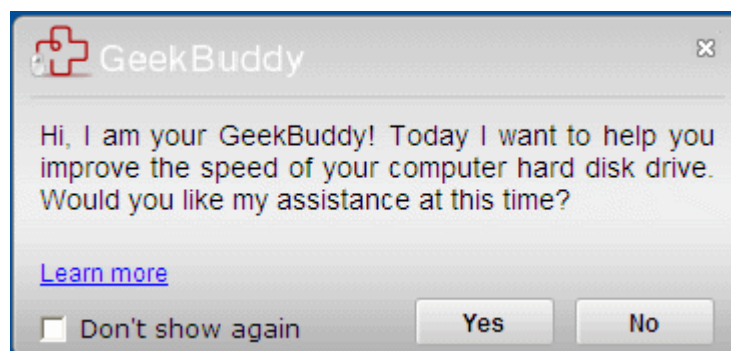 GeekBuddy
Hi, I am your GeekBuddy! Today I want to help you
improve the speed of your computer hard disk drive.
Would you like my assistance at this time?
Learn more
Don't show again
Yes
No